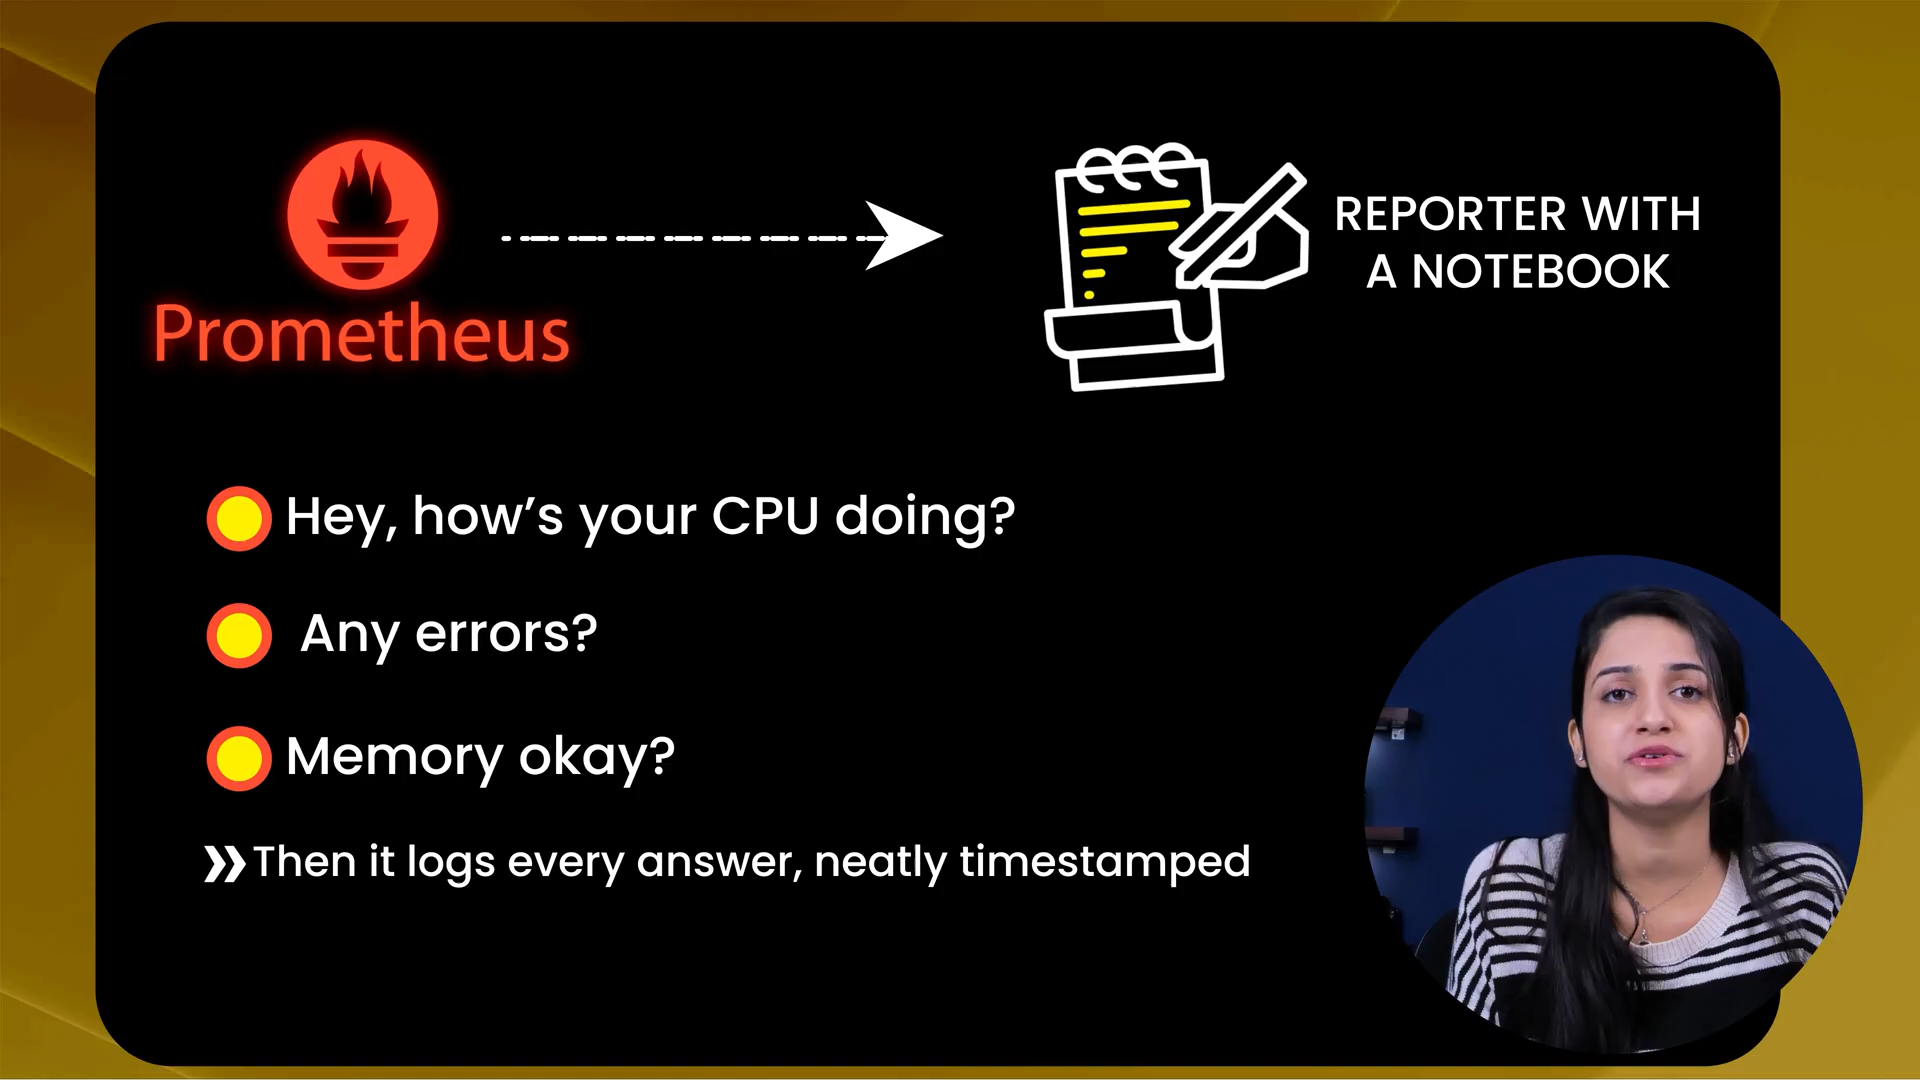 Prometheus
REPORTER WITH
A NOTEBOOK
Hey, how’s your CPU doing?
Any errors?
Memory okay?
Then it logs every answer, neatly timestamped